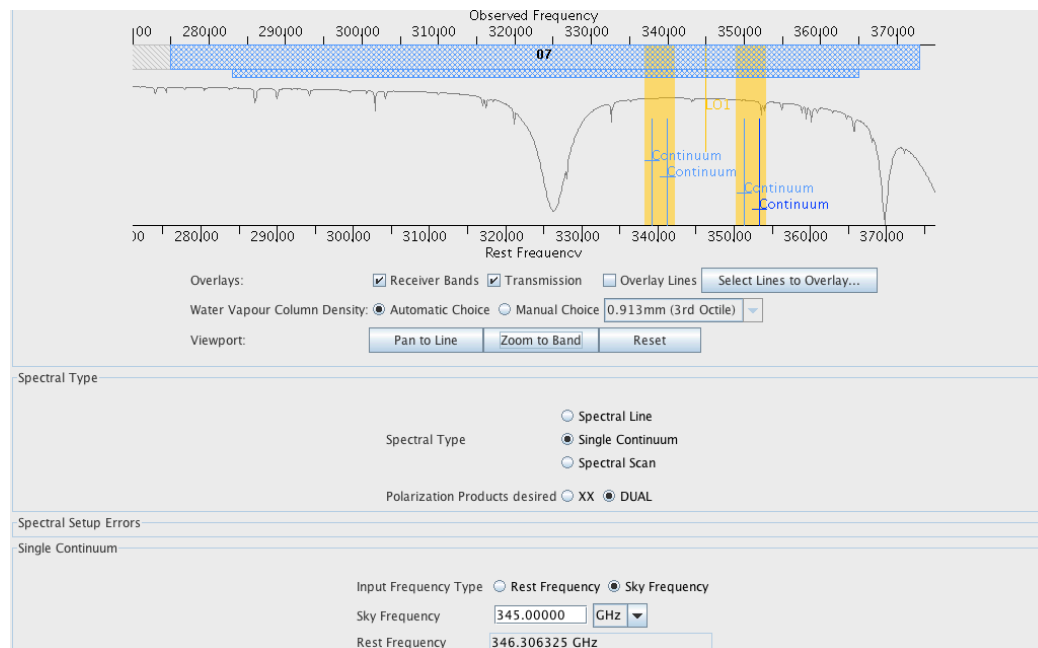 Observed Frequency
00 280.00 290.00 300.00 310.00 320.00 330.00 340.00 350.00 360.00 370.00
07
LO1
Continuum
Continuum
Continuum
Continuum
00 280.00 290.00 300.00 310.00 320.00 330.00 340.00 350.00 360.00 370.00
Rest Frequency
Overlays: Receiver Bands Transmission Overlay Lines Select Lines to Overlay...
Water Vapour Column Density: Automatic Choice Manual Choice 0.913mm (3rd Octile)
Viewport: Pan to Line Zoom to Band Reset
Spectral Type
Spectral Line
Spectral Type Single Continuum
Spectral Scan
Polarization Products desired XX DUAL
Spectral Setup Errors
Single Continuum
Input Frequency Type Rest Frequency Sky Frequency
Sky Frequency 345.00000 GHz
Rest Frequency 346.306325 GHz